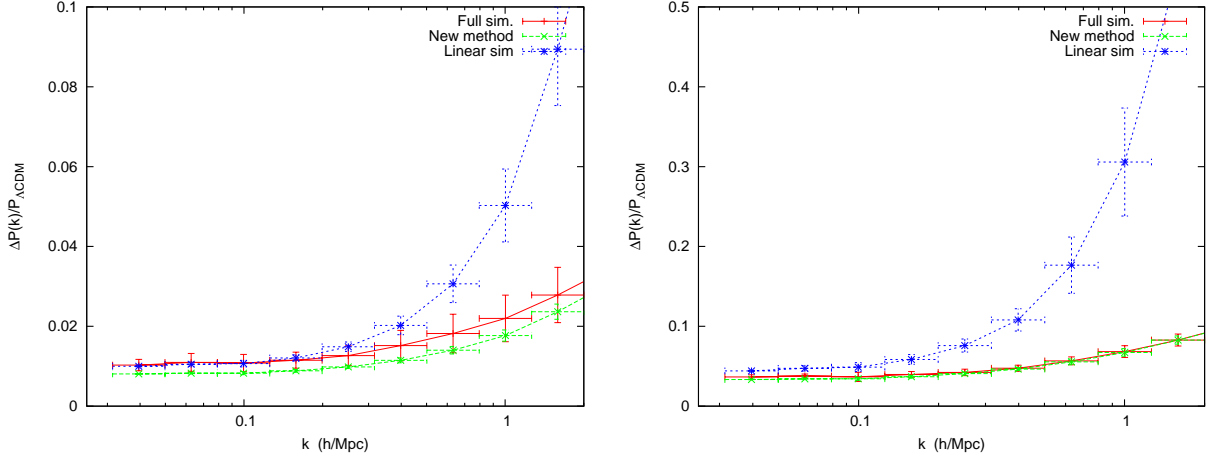 0.1
0.08
0.06
0.04
0.02
0
0.1
1
ΔP(k)/P_ΛCDM
k (h/Mpc)
Full sim.
New method
Linear sim
0.5
0.4
0.3
0.2
0.1
0
0.1
1
ΔP(k)/P_ΛCDM
k (h/Mpc)
Full sim.
New method
Linear sim